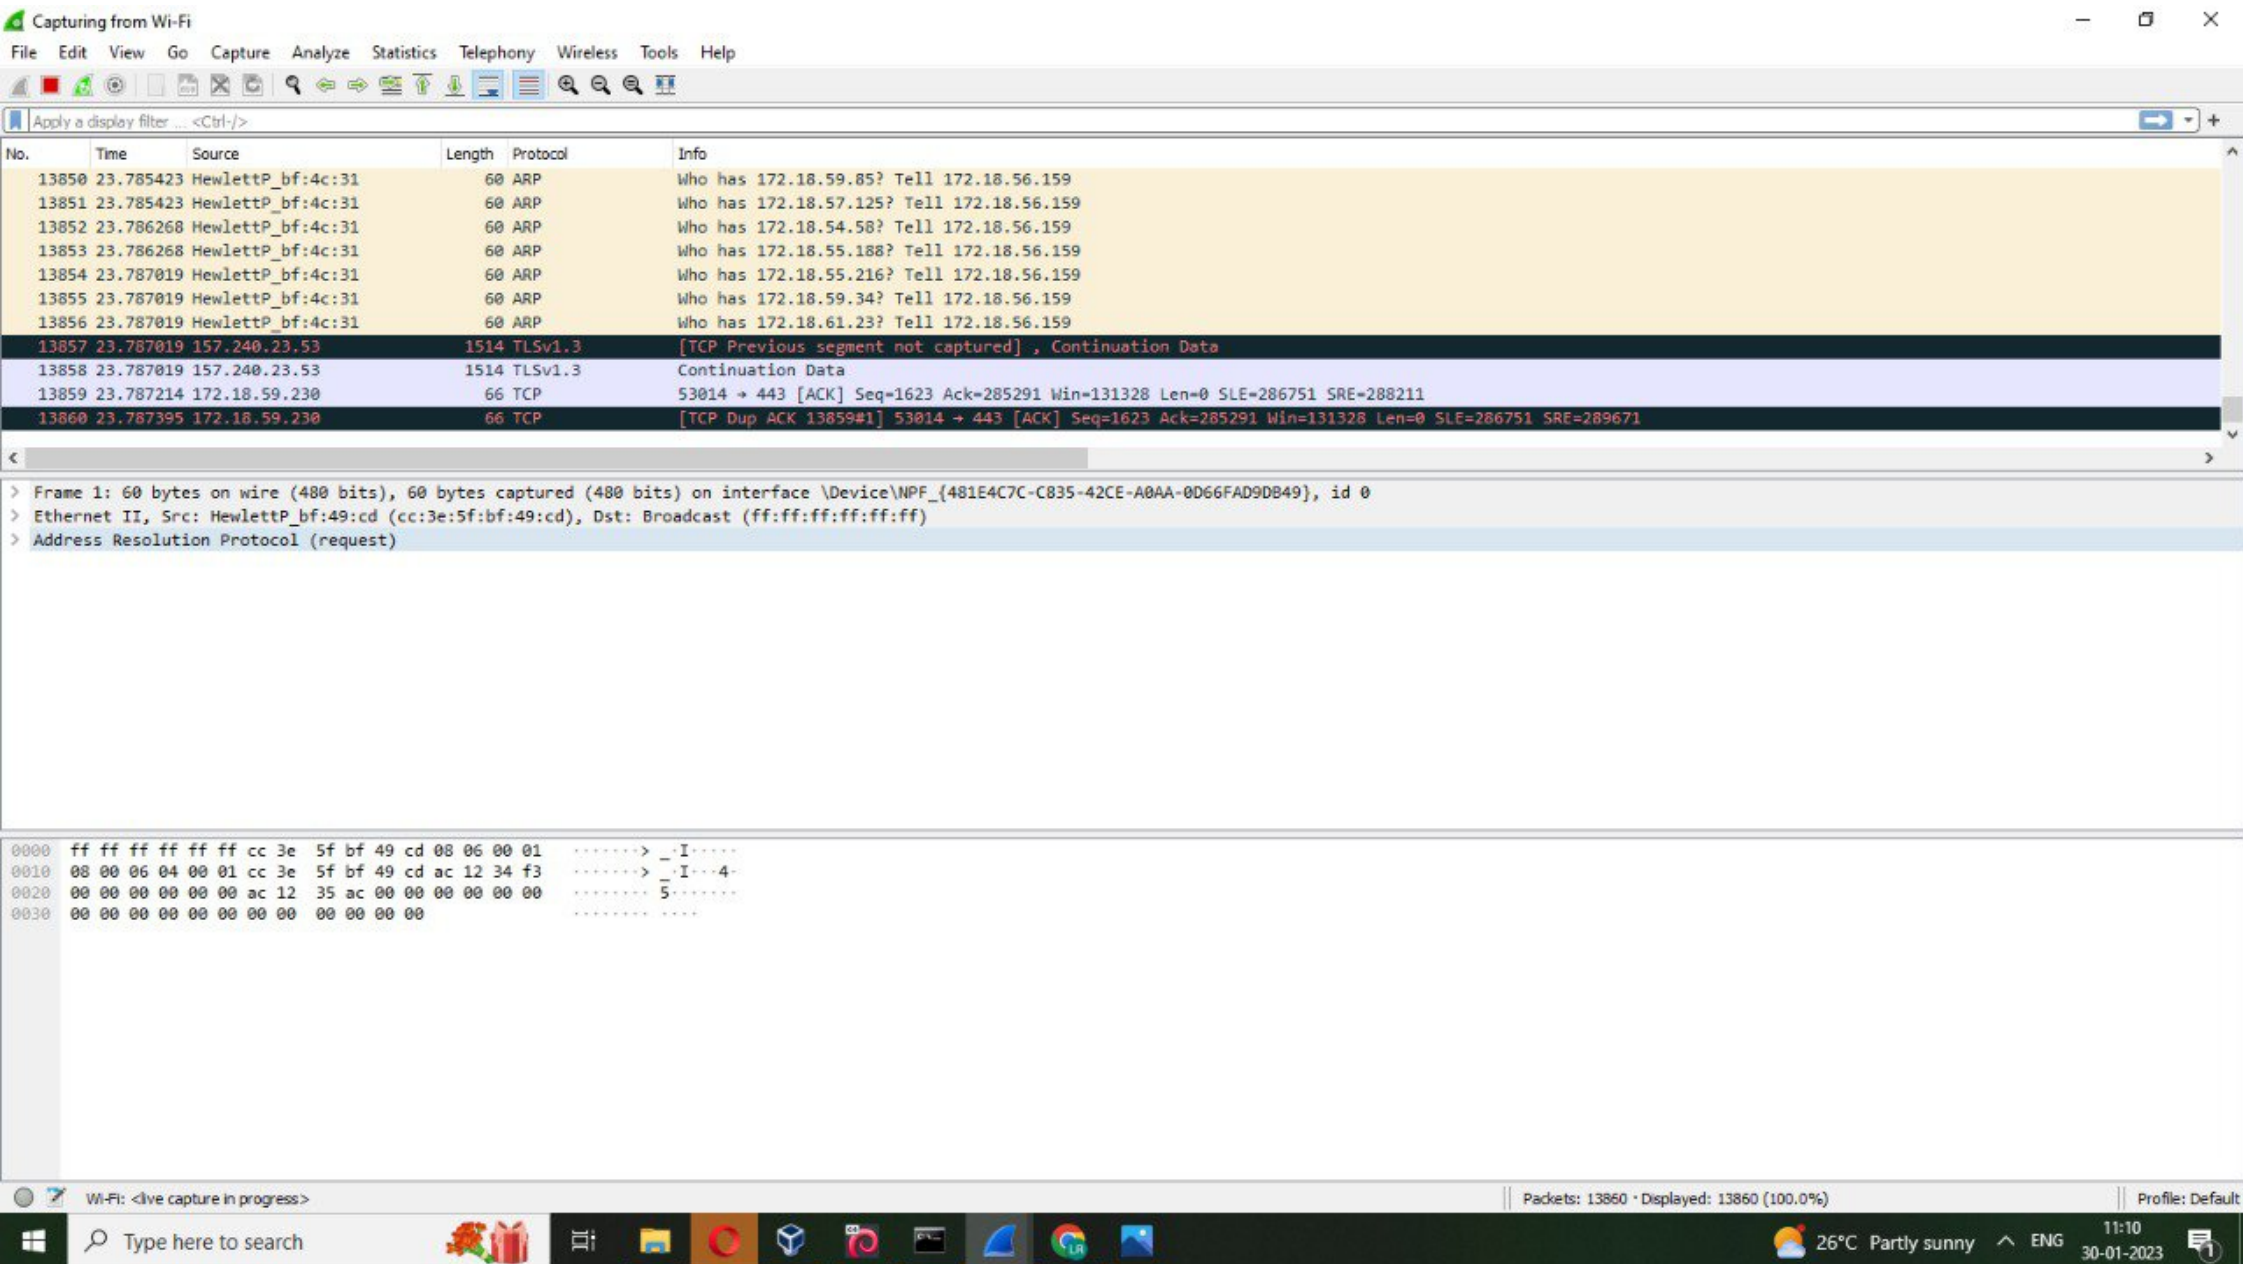 Capturing from Wi-Fi
File Edit View Go Capture Analyze Statistics Telephony Wireless Tools Help
Apply a display filter ... <Ctrl-/>
No. Time Source Length Protocol Info
13850 23.785423 HewlettP_bf:4c:31 60 ARP Who has 172.18.59.85? Tell 172.18.56.159
13851 23.785423 HewlettP_bf:4c:31 60 ARP Who has 172.18.57.125? Tell 172.18.56.159
13852 23.786268 HewlettP_bf:4c:31 60 ARP Who has 172.18.54.58? Tell 172.18.56.159
13853 23.786268 HewlettP_bf:4c:31 60 ARP Who has 172.18.55.188? Tell 172.18.56.159
13854 23.787019 HewlettP_bf:4c:31 60 ARP Who has 172.18.55.216? Tell 172.18.56.159
13855 23.787019 HewlettP_bf:4c:31 60 ARP Who has 172.18.59.34? Tell 172.18.56.159
13856 23.787019 HewlettP_bf:4c:31 60 ARP Who has 172.18.61.23? Tell 172.18.56.159
13857 23.787019 157.240.23.53 1514 TLSv1.3 [TCP Previous segment not captured] , Continuation Data
13858 23.787019 157.240.23.53 1514 TLSv1.3 Continuation Data
13859 23.787214 172.18.59.230 66 TCP 53014 → 443 [ACK] Seq=1623 Ack=285291 Win=131328 Len=0 SLE=286751 SRE=288211
13860 23.787395 172.18.59.230 66 TCP [TCP Dup ACK 13859#1] 53014 → 443 [ACK] Seq=1623 Ack=285291 Win=131328 Len=0 SLE=286751 SRE=289671
Frame 1: 60 bytes on wire (480 bits), 60 bytes captured (480 bits) on interface \Device\NPF_{481E4C7C-C835-42CE-A0AA-0D66FAD9DB49}, id 0
Ethernet II, Src: HewlettP_bf:49:cd (cc:3e:5f:bf:49:cd), Dst: Broadcast (ff:ff:ff:ff:ff:ff)
Address Resolution Protocol (request)
0000 ff ff ff ff ff ff cc 3e 5f bf 49 cd 08 06 00 01 ·······> _·I·····
0010 08 00 06 04 00 01 cc 3e 5f bf 49 cd ac 12 34 f3 ·······> _·I···4·
0020 00 00 00 00 00 00 ac 12 35 ac 00 00 00 00 00 00 ········ 5·······
0030 00 00 00 00 00 00 00 00 00 00 00 00 ········ ····
Wi-Fi: <live capture in progress> Packets: 13860 · Displayed: 13860 (100.0%) Profile: Default
Type here to search 26°C Partly sunny ENG 11:10
30-01-2023
1